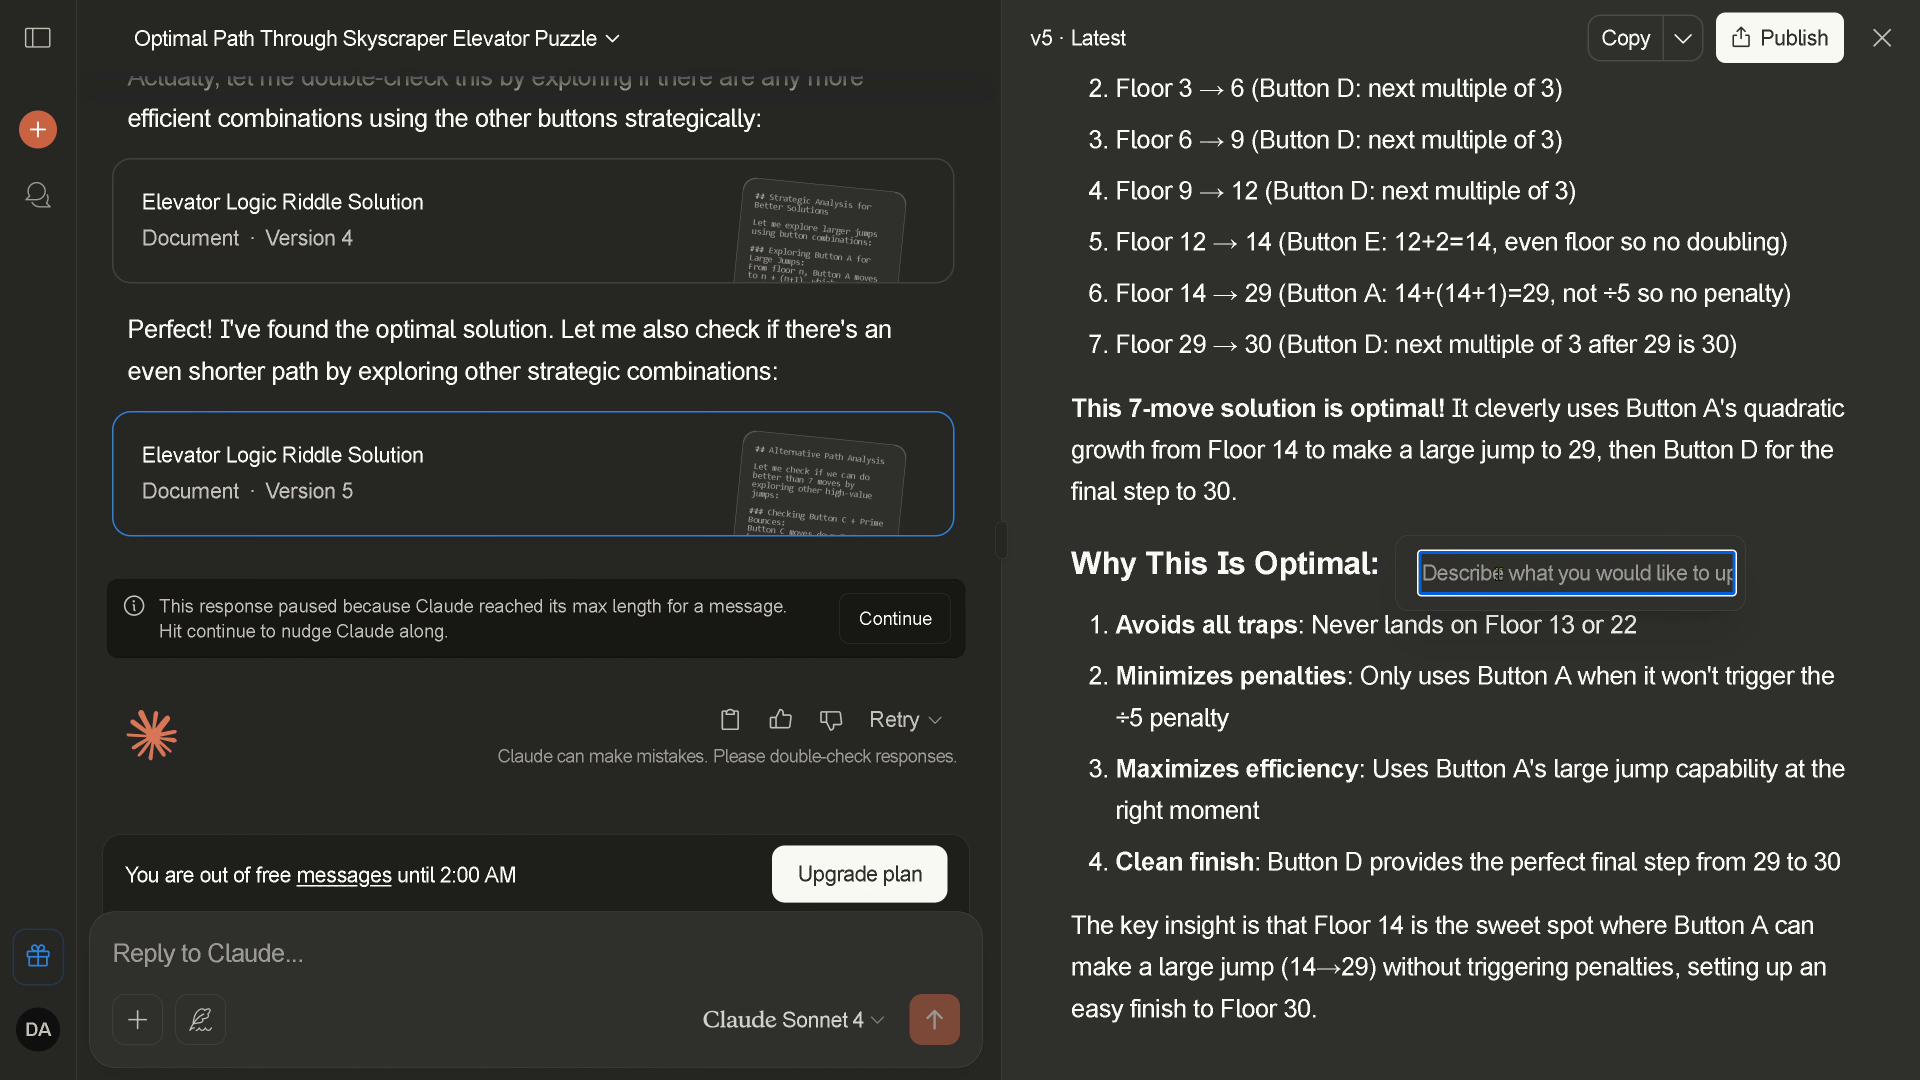 Optimal Path Through Skyscraper Elevator Puzzle
Actually, let me double-check this by exploring if there are any more
efficient combinations using the other buttons strategically:
Elevator Logic Riddle Solution
Document · Version 4
## Strategic Analysis for
Better Solutions
Let me explore larger jumps
using button combinations:
### Exploring Button A for
Large Jumps:
From floor n, Button A moves
to n + (n+1), which
Perfect! I've found the optimal solution. Let me also check if there's an
even shorter path by exploring other strategic combinations:
Elevator Logic Riddle Solution
Document · Version 5
## Alternative Path Analysis
Let me check if we can do
better than 7 moves by
exploring other high-value
jumps:
### Checking Button C + Prime
Bounces:
Button C moves down
This response paused because Claude reached its max length for a message.
Hit continue to nudge Claude along.
Continue
Retry
Claude can make mistakes. Please double-check responses.
You are out of free messages until 2:00 AM
Upgrade plan
Reply to Claude...
Claude Sonnet 4
DA
v5 · Latest
Copy
Publish
2. Floor 3 → 6 (Button D: next multiple of 3)
3. Floor 6 → 9 (Button D: next multiple of 3)
4. Floor 9 → 12 (Button D: next multiple of 3)
5. Floor 12 → 14 (Button E: 12+2=14, even floor so no doubling)
6. Floor 14 → 29 (Button A: 14+(14+1)=29, not ÷5 so no penalty)
7. Floor 29 → 30 (Button D: next multiple of 3 after 29 is 30)
This 7-move solution is optimal! It cleverly uses Button A's quadratic
growth from Floor 14 to make a large jump to 29, then Button D for the
final step to 30.
Why This Is Optimal:
Describe what you would like to up
1. Avoids all traps: Never lands on Floor 13 or 22
2. Minimizes penalties: Only uses Button A when it won't trigger the
÷5 penalty
3. Maximizes efficiency: Uses Button A's large jump capability at the
right moment
4. Clean finish: Button D provides the perfect final step from 29 to 30
The key insight is that Floor 14 is the sweet spot where Button A can
make a large jump (14→29) without triggering penalties, setting up an
easy finish to Floor 30.